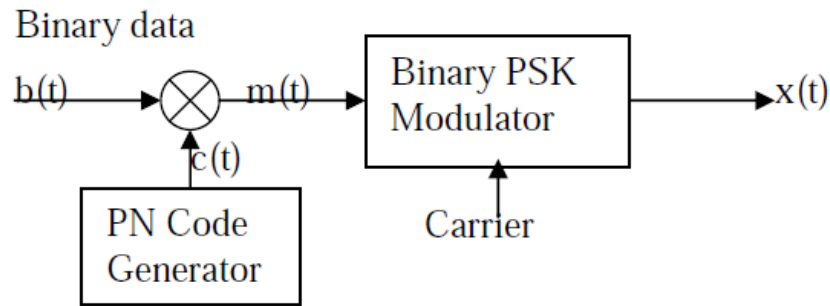 Binary data
b(t)
m(t)
Binary PSK
Modulator
x(t)
c(t)
PN Code
Generator
Carrier